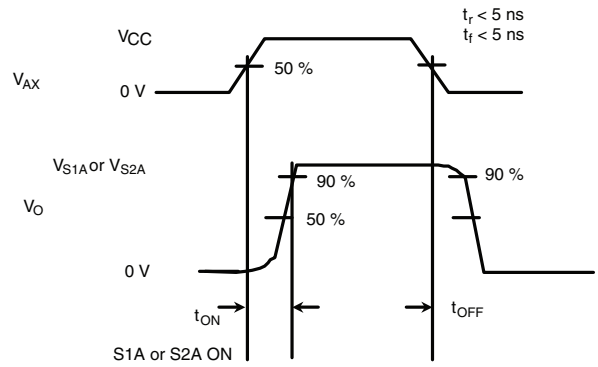 t_r < 5 ns
t_f < 5 ns
V_CC
50 %
V_AX
0 V
V_S1A or V_S2A
90 %
90 %
V_O
50 %
0 V
t_ON
t_OFF
S1A or S2A ON